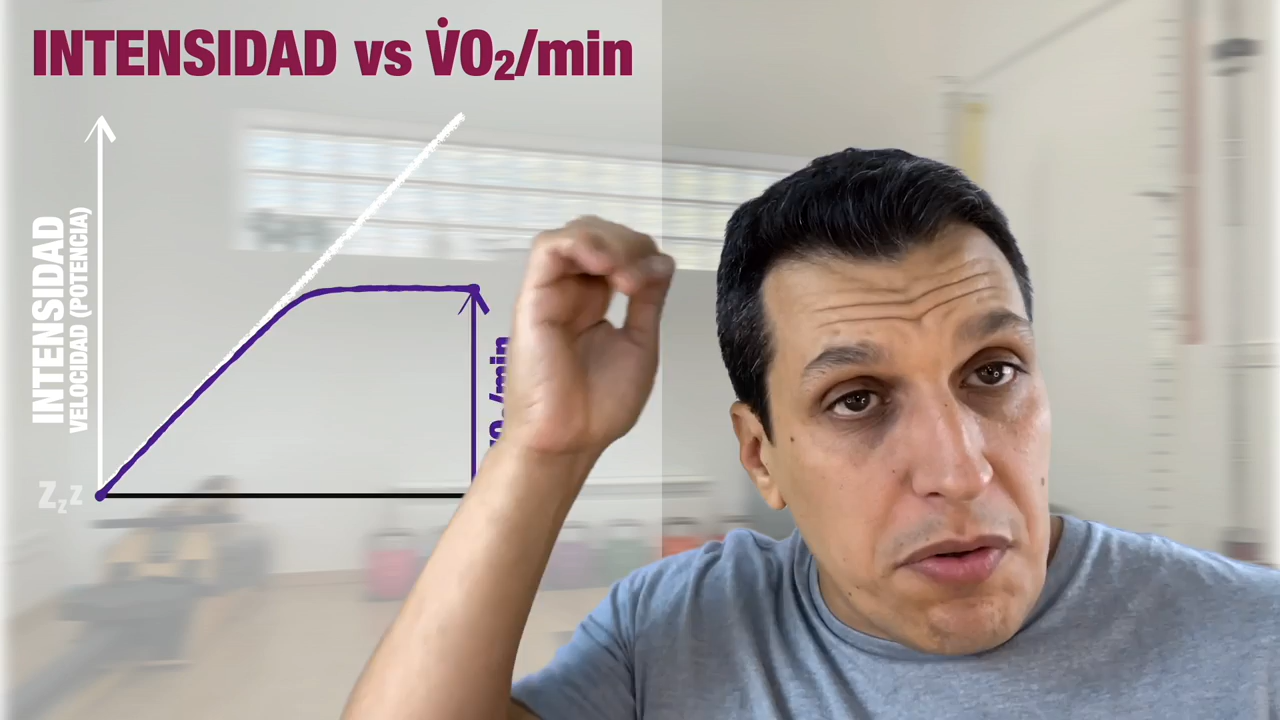 INTENSIDAD vs V̇O₂/min
INTENSIDAD
VELOCIDAD (POTENCIA)
ZzZ